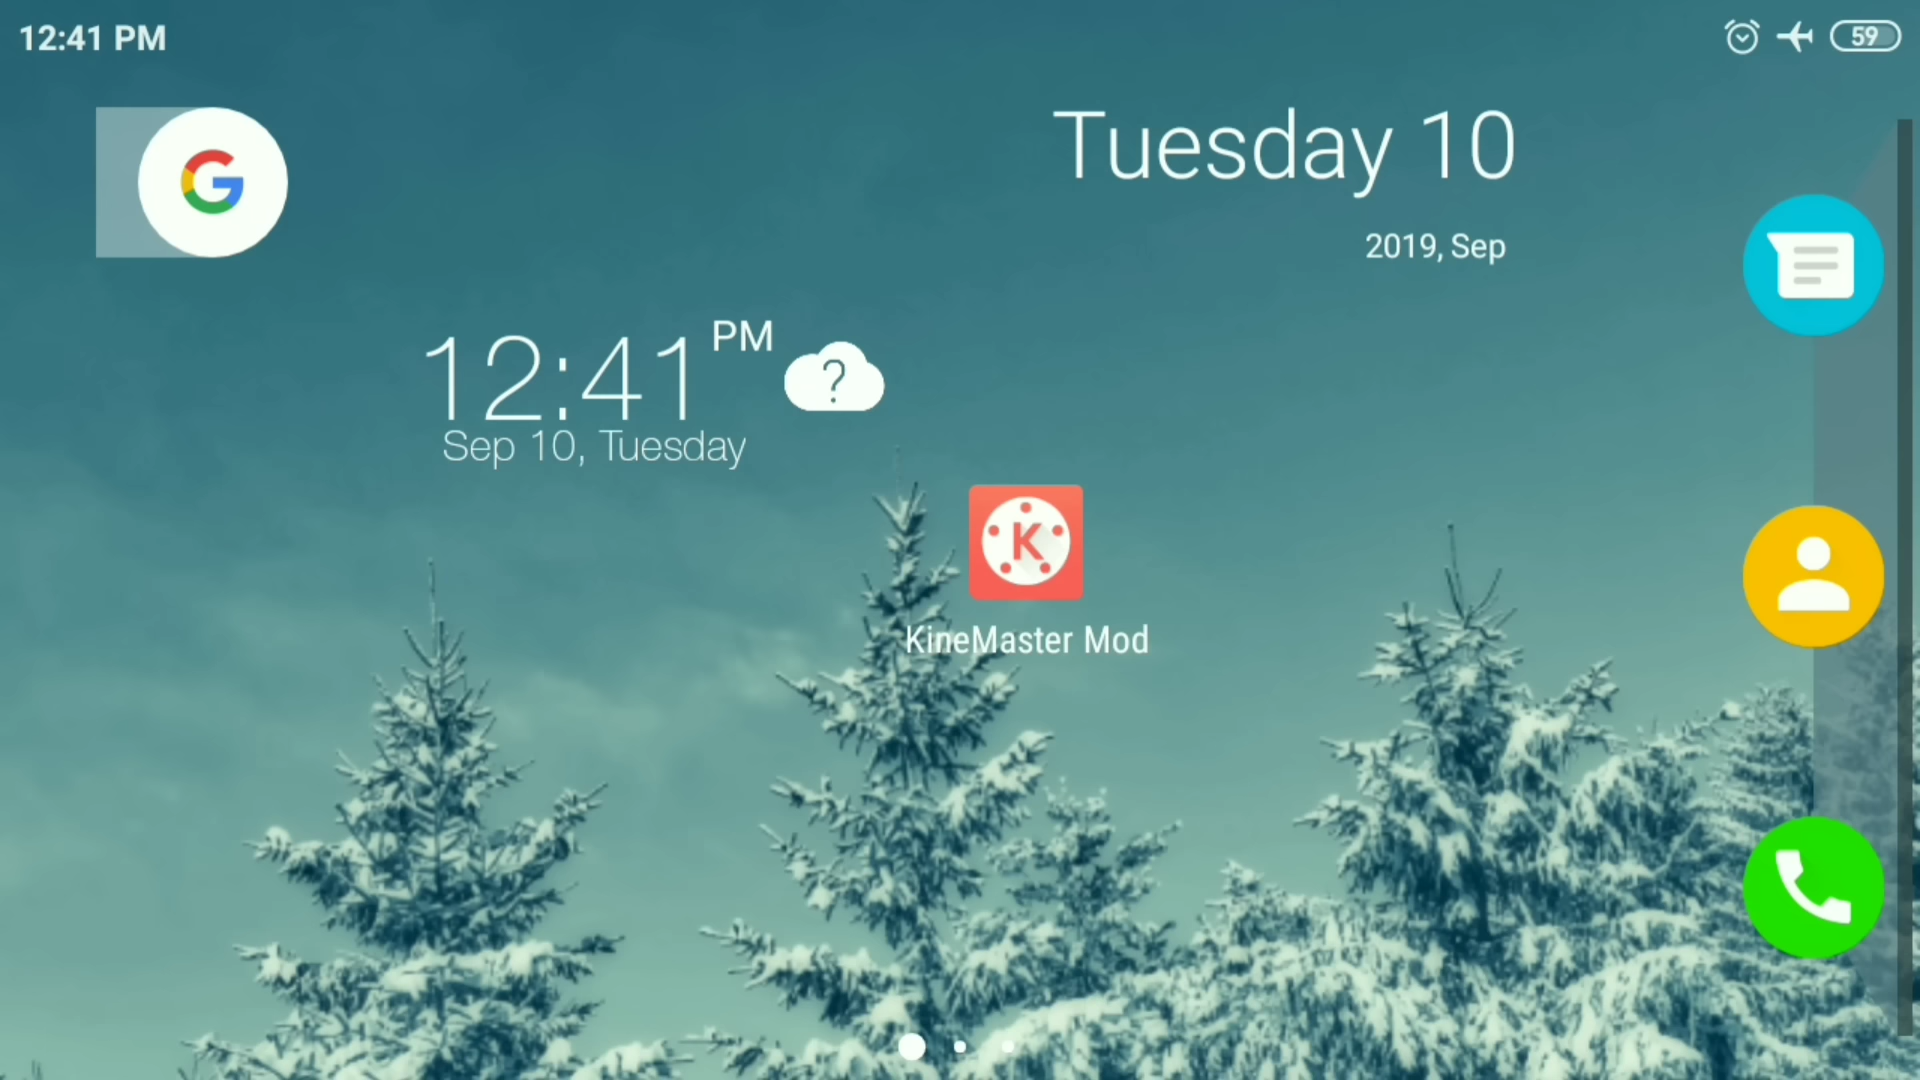 12:41 PM
59
G
Tuesday 10
2019, Sep
12:41 PM
?
Sep 10, Tuesday
K
KineMaster Mod